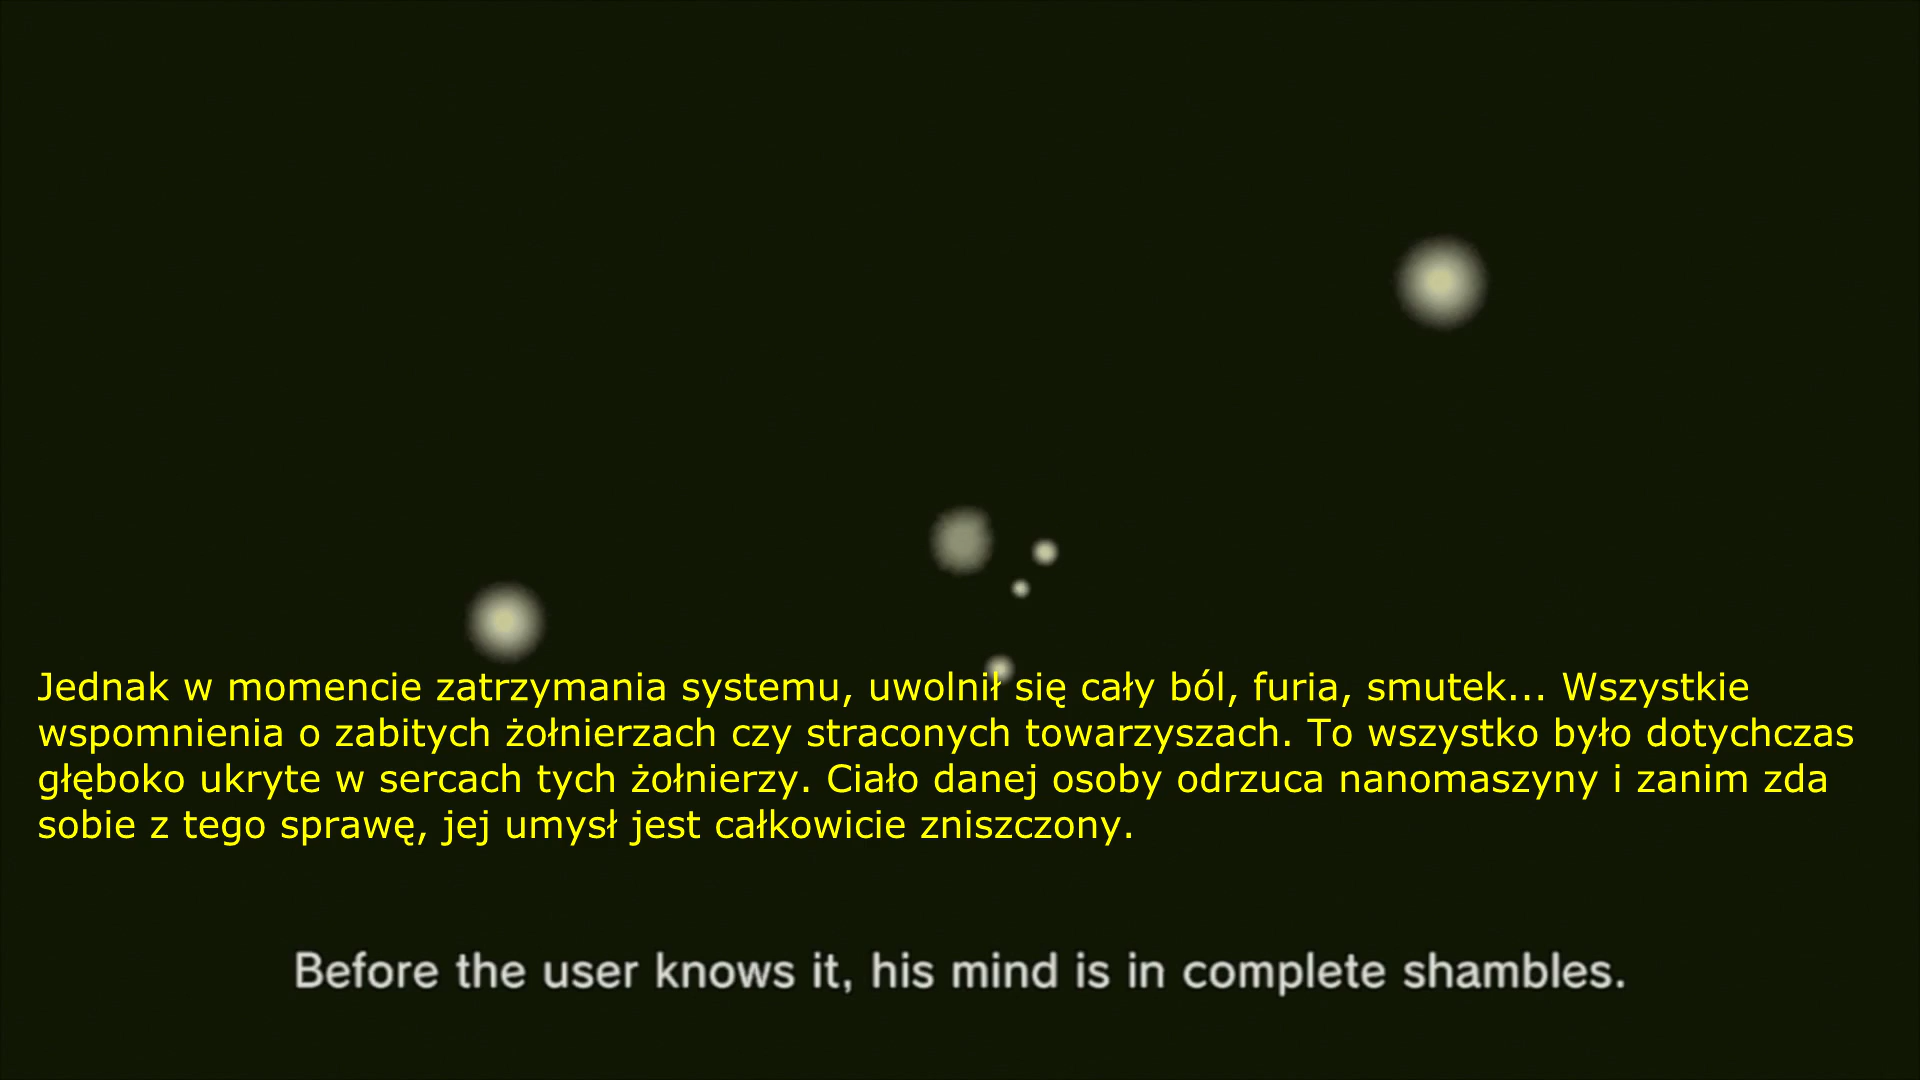 Jednak w momencie zatrzymania systemu, uwolnił się cały ból, furia, smutek... Wszystkie
wspomnienia o zabitych żołnierzach czy straconych towarzyszach. To wszystko było dotychczas
głęboko ukryte w sercach tych żołnierzy. Ciało danej osoby odrzuca nanomaszyny i zanim zda
sobie z tego sprawę, jej umysł jest całkowicie zniszczony.
Before the user knows it, his mind is in complete shambles.